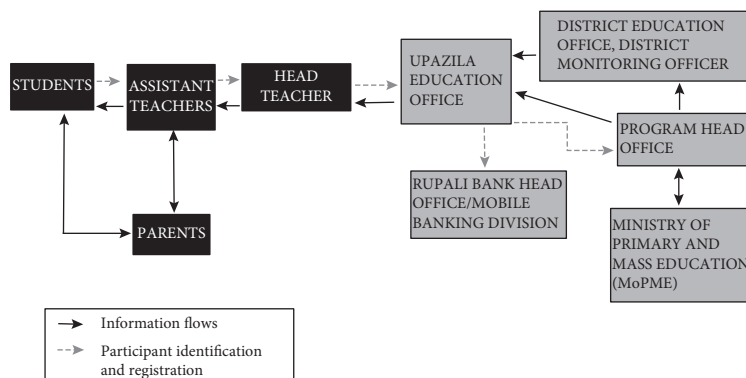 STUDENTS
ASSISTANT
TEACHERS
HEAD
TEACHER
PARENTS
UPAZILA
EDUCATION
OFFICE
DISTRICT EDUCATION
OFFICE, DISTRICT
MONITORING OFFICER
PROGRAM HEAD
OFFICE
RUPALI BANK HEAD
OFFICE/MOBILE
BANKING DIVISION
MINISTRY OF
PRIMARY AND
MASS EDUCATION
(MoPME)
Information flows
Participant identification
and registration